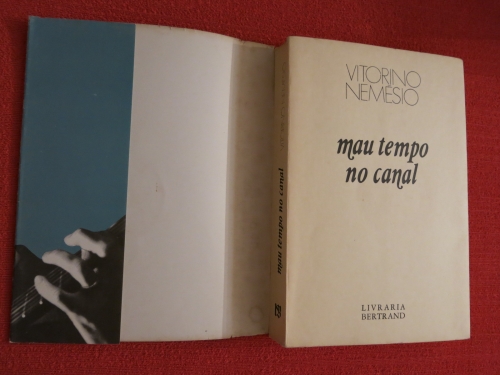 VITORINO
NEMÉSIO
mau tempo
no canal
LIVRARIA
BERTRAND
mau tempo no canal